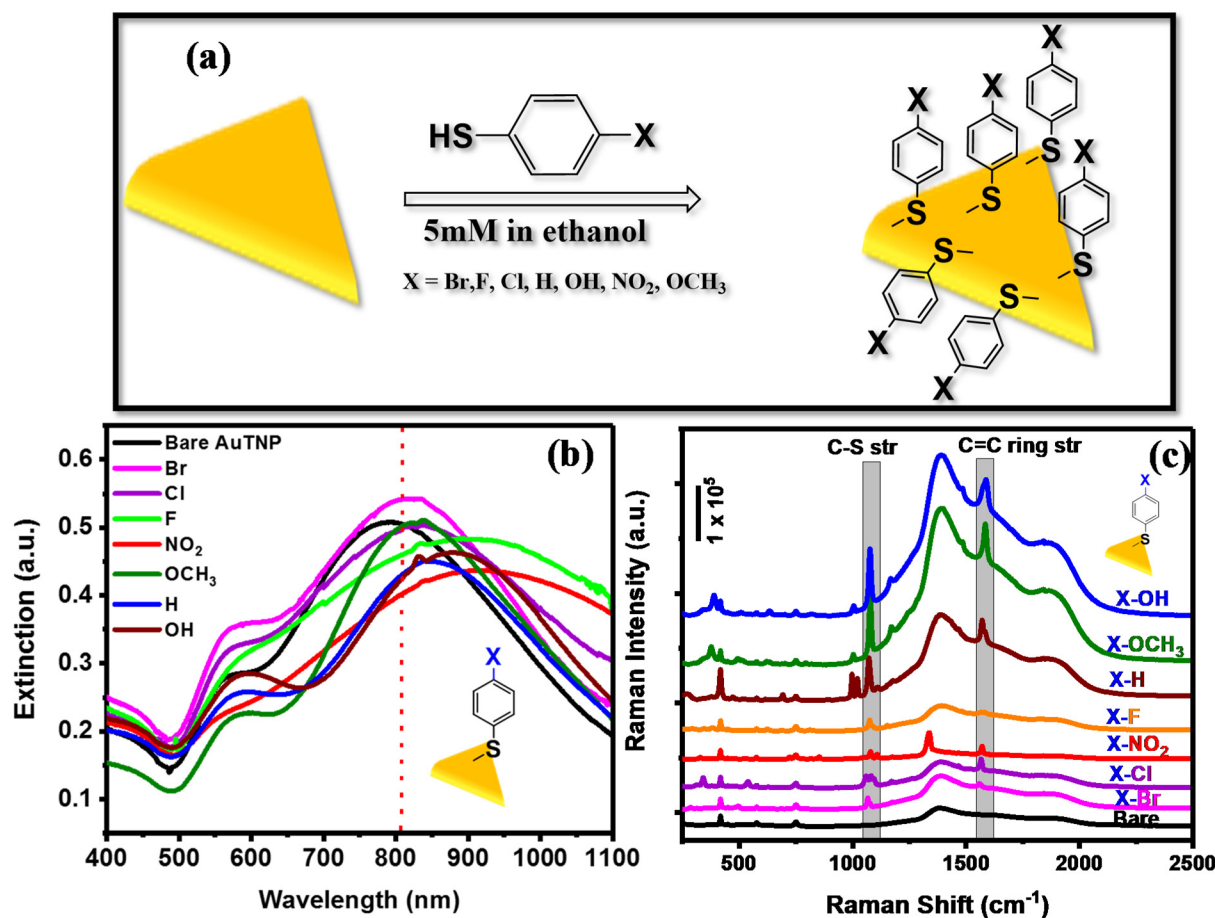 (a)
HS
X
5mM in ethanol
X = Br,F, Cl, H, OH, NO₂, OCH₃
X
X
X
X
S
S
S
S
S
S
X
X
(b)
Bare AuTNP
Br
Cl
F
NO₂
OCH₃
H
OH
0.6
0.5
0.4
0.3
0.2
0.1
Extinction (a.u.)
400 500 600 700 800 900 1000 1100
Wavelength (nm)
X
S
(c)
C-S str
C=C ring str
1 x 10⁵
X
S
X-OH
X-OCH₃
X-H
X-F
X-NO₂
X-Cl
X-Br
Bare
Raman Intensity (a.u.)
500 1000 1500 2000 2500
Raman Shift (cm⁻¹)